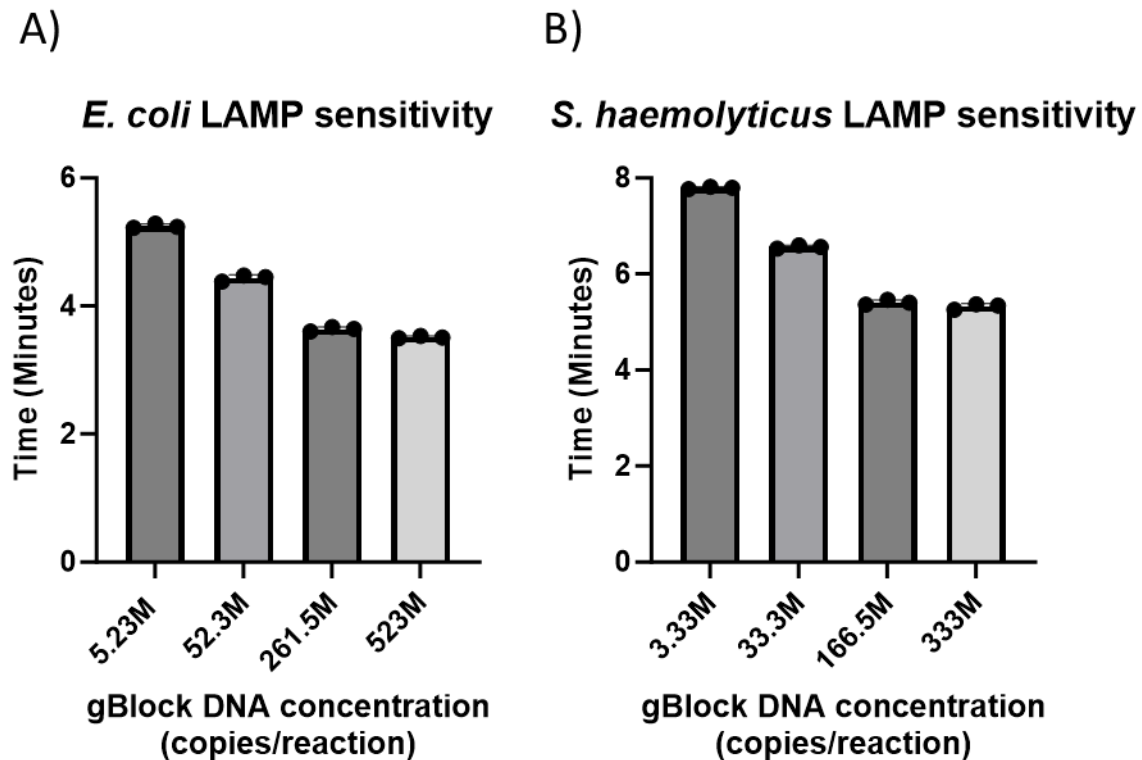 A)
E. coli LAMP sensitivity
6
4
2
0
Time (Minutes)
5.23M
52.3M
261.5M
523M
gBlock DNA concentration
(copies/reaction)
B)
S. haemolyticus LAMP sensitivity
8
6
4
2
0
Time (Minutes)
3.33M
33.3M
166.5M
333M
gBlock DNA concentration
(copies/reaction)